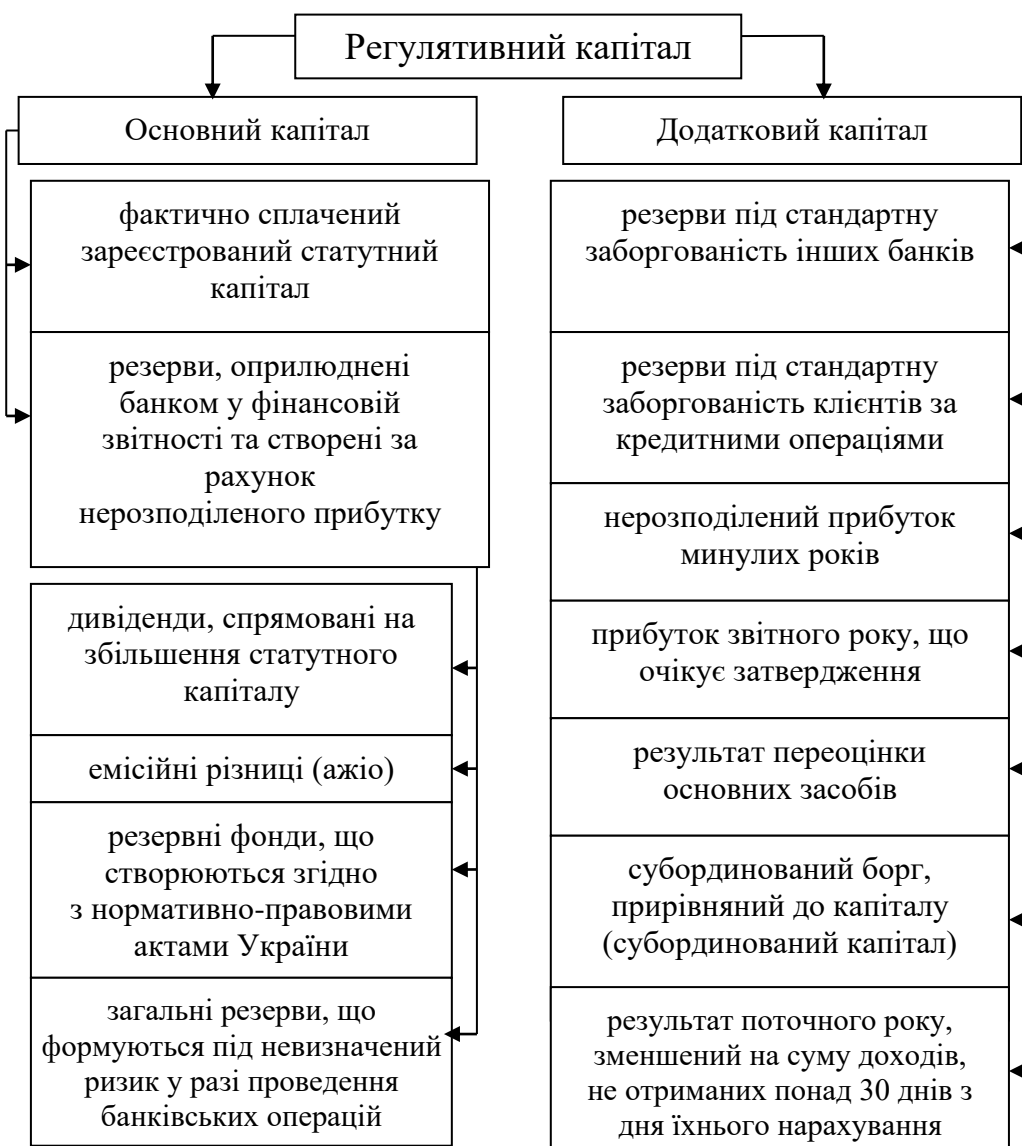 Регулятивний капітал
Основний капітал
фактично сплачений
зареєстрований статутний
капітал
резерви, оприлюднені
банком у фінансовій
звітності та створені за
рахунок
нерозподіленого прибутку
дивіденди, спрямовані на
збільшення статутного
капіталу
емісійні різниці (ажіо)
резервні фонди, що
створюються згідно
з нормативно-правовими
актами України
загальні резерви, що
формуються під невизначений
ризик у разі проведення
банківських операцій
Додатковий капітал
резерви під стандартну
заборгованість інших банків
резерви під стандартну
заборгованість клієнтів за
кредитними операціями
нерозподілений прибуток
минулих років
прибуток звітного року, що
очікує затвердження
результат переоцінки
основних засобів
субординований борг,
прирівняний до капіталу
(субординований капітал)
результат поточного року,
зменшений на суму доходів,
не отриманих понад 30 днів з
дня їхнього нарахування